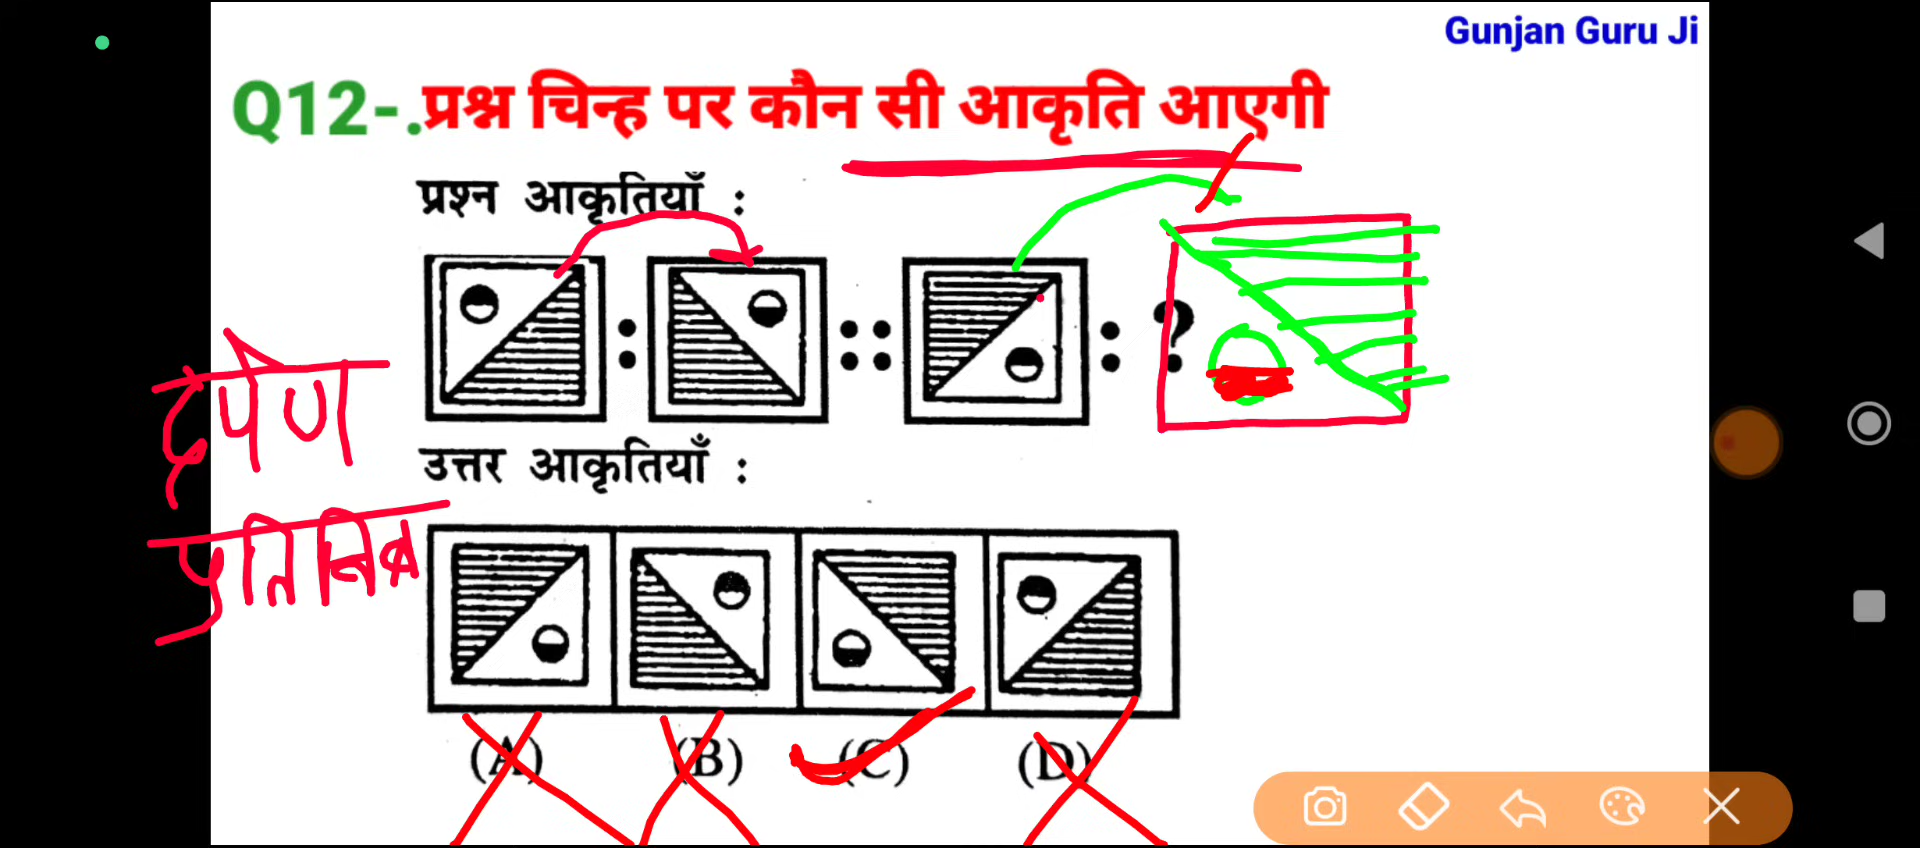 Gunjan Guru Ji
Q12-.प्रश्न चिन्ह पर कौन सी आकृति आएगी
प्रश्न आकृतियाँ :
: :: : ?
दर्पण
उत्तर आकृतियाँ :
प्रतिबिंब
(A) (B) (C) (D)